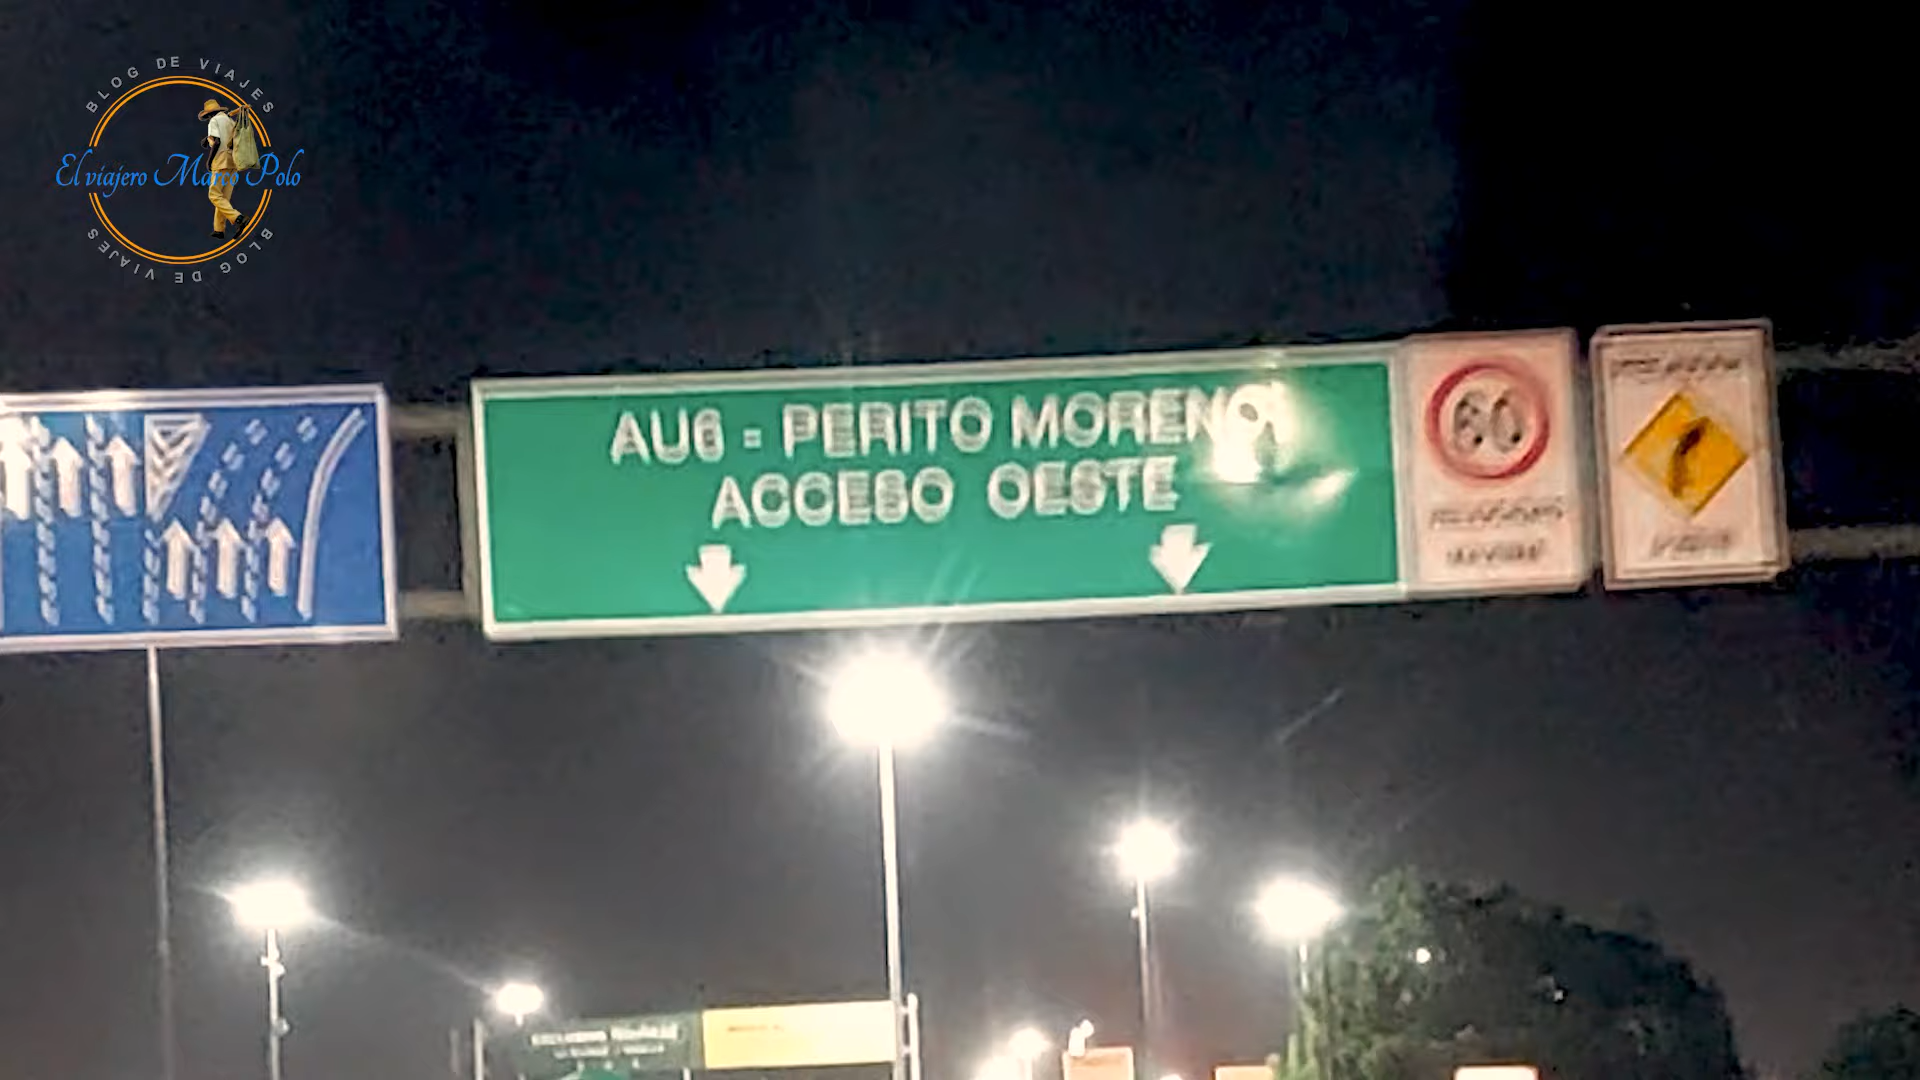 BLOG DE VIAJES
El viajero Marco Polo
BLOG DE VIAJES
AU6 - PERITO MORENO
ACCESO OESTE
60